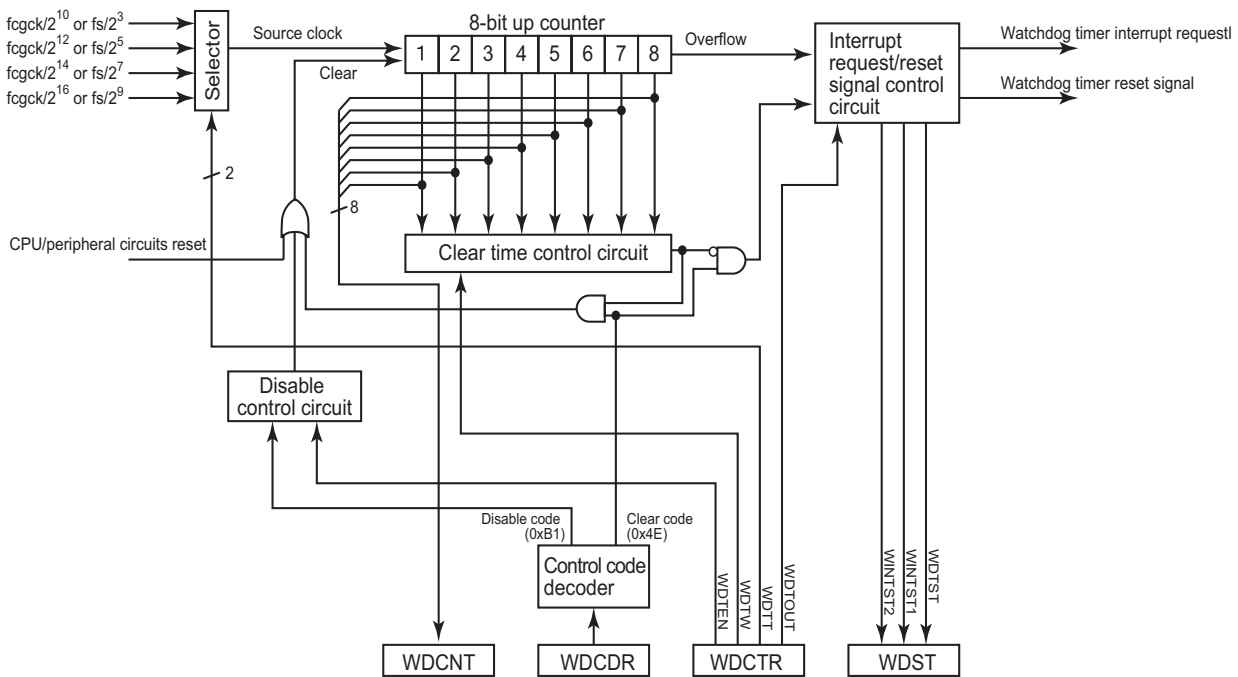 8-bit up counter
fcgck/2^10 or fs/2^3
fcgck/2^12 or fs/2^5
fcgck/2^14 or fs/2^7
fcgck/2^16 or fs/2^9
Selector
Source clock
Clear
1 2 3 4 5 6 7 8
Overflow
Interrupt
request/reset
signal control
circuit
Watchdog timer interrupt requestl
Watchdog timer reset signal
2
8
CPU/peripheral circuits reset
Clear time control circuit
Disable
control circuit
Disable code
(0xB1)
Clear code
(0x4E)
Control code
decoder
WDTEN
WDTW
WDTT
WDTOUT
WINTST2
WINTST1
WDTST
WDCNT
WDCDR
WDCTR
WDST